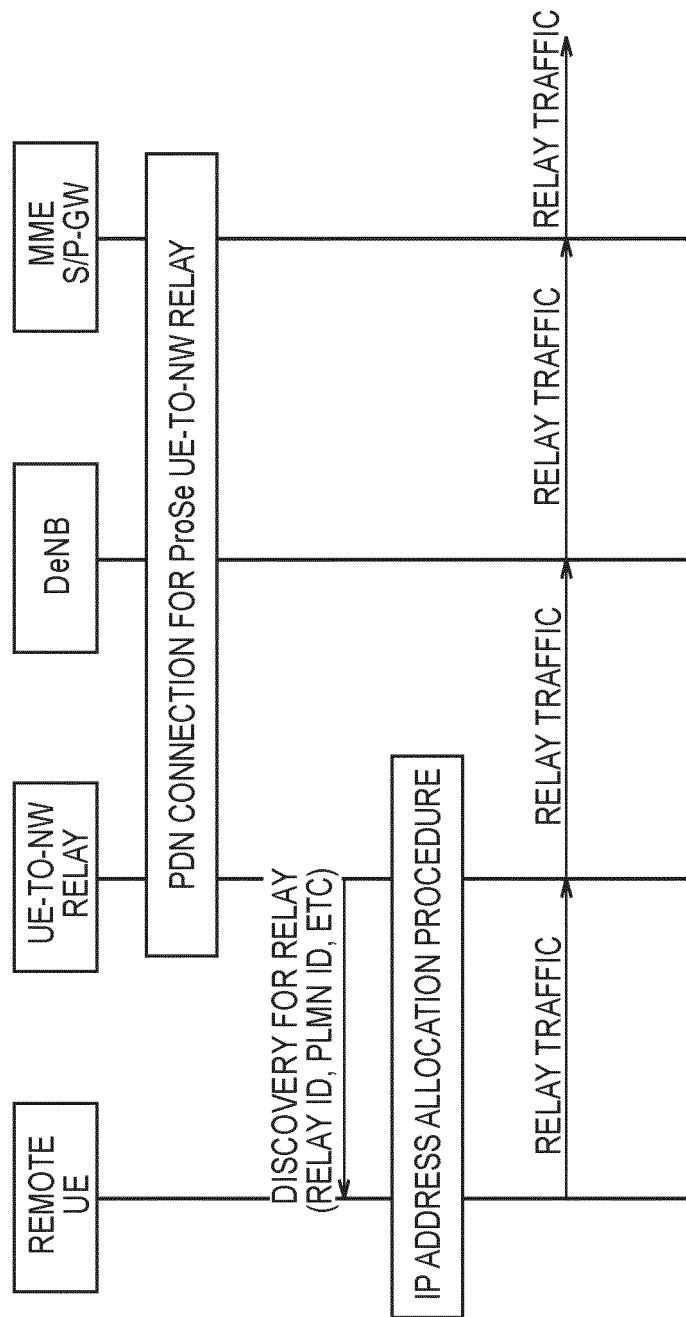 REMOTE
UE
UE-TO-NW
RELAY
DeNB
MME
S/P-GW
PDN CONNECTION FOR ProSe UE-TO-NW RELAY
DISCOVERY FOR RELAY
(RELAY ID, PLMN ID, ETC)
IP ADDRESS ALLOCATION PROCEDURE
RELAY TRAFFIC
RELAY TRAFFIC
RELAY TRAFFIC
RELAY TRAFFIC